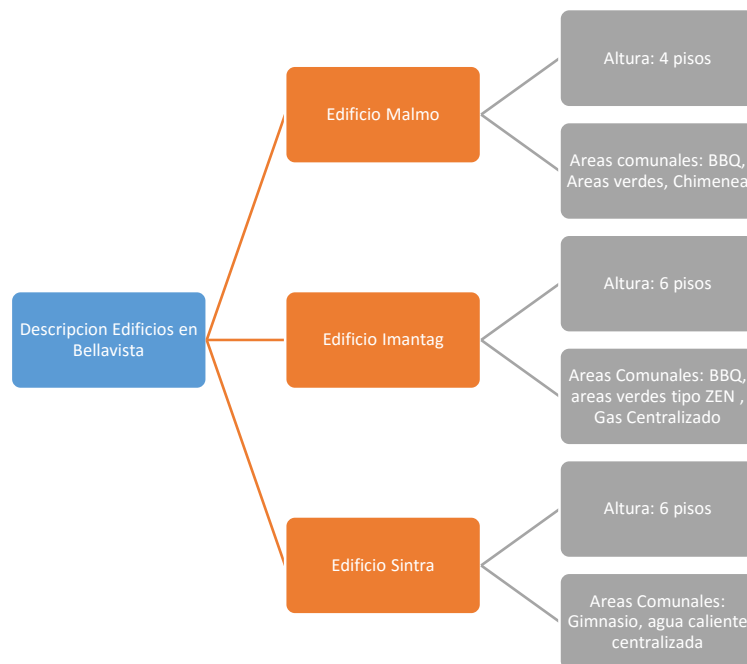 Descripcion Edificios en
Bellavista
Edificio Malmo
Altura: 4 pisos
Areas comunales: BBQ,
Areas verdes, Chimenea
Edificio Imantag
Altura: 6 pisos
Areas Comunales: BBQ,
areas verdes tipo ZEN ,
Gas Centralizado
Edificio Sintra
Altura: 6 pisos
Areas Comunales:
Gimnasio, agua caliente
centralizada